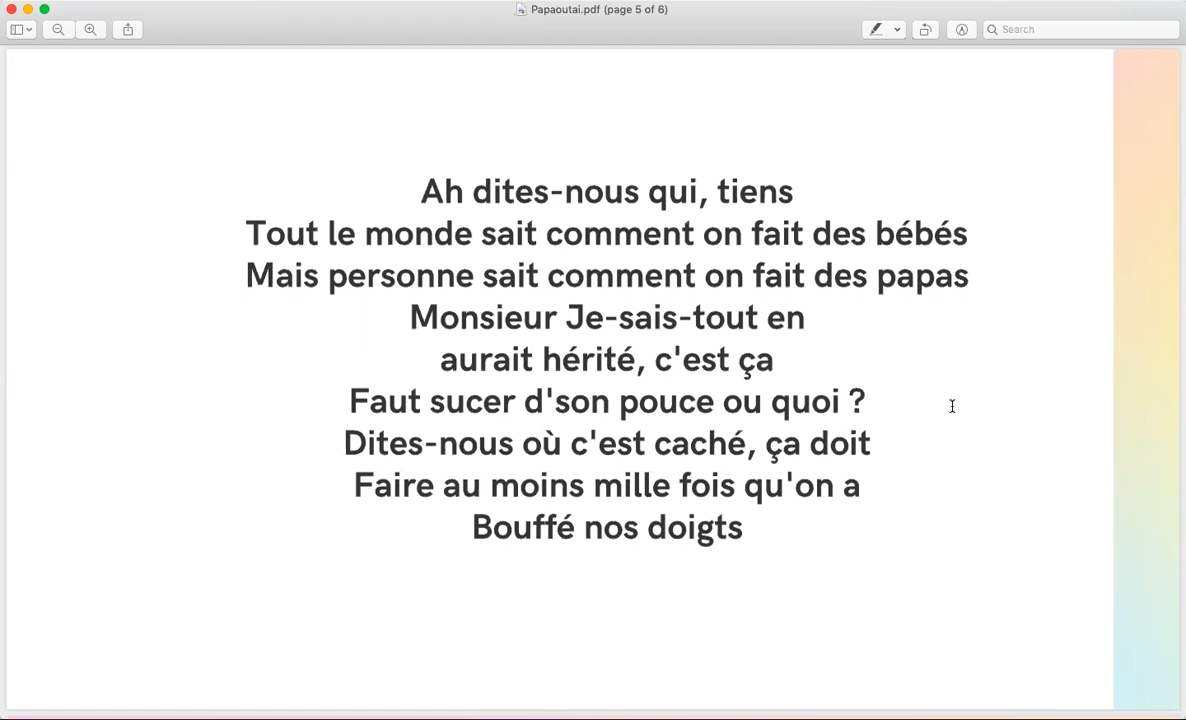 Papaoutai.pdf (page 5 of 6)
Search
Ah dites-nous qui, tiens
Tout le monde sait comment on fait des bébés
Mais personne sait comment on fait des papas
Monsieur Je-sais-tout en
aurait hérité, c'est ça
Faut sucer d'son pouce ou quoi ?
Dites-nous où c'est caché, ça doit
Faire au moins mille fois qu'on a
Bouffé nos doigts